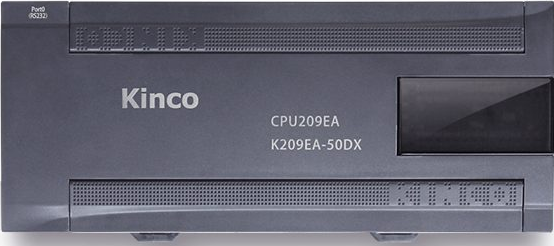 Port0
(RS232)
Kinco
CPU209EA
K209EA-50DX